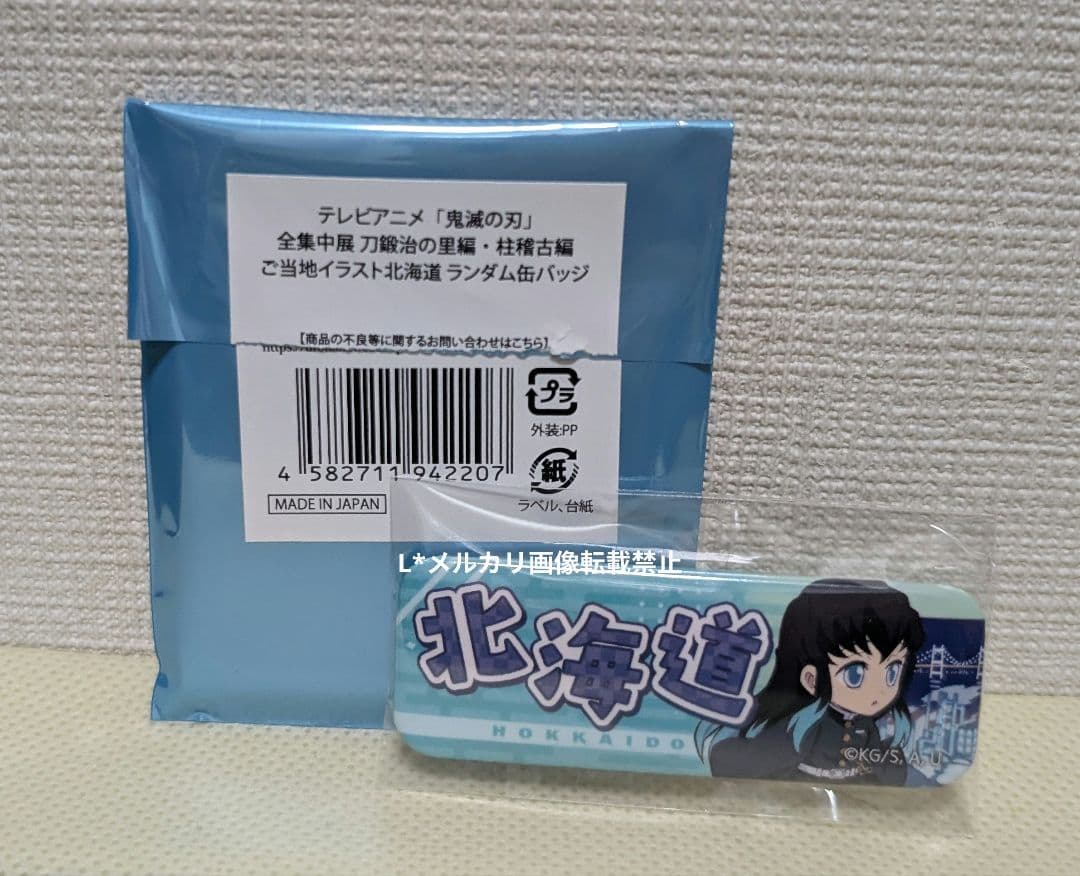 テレビアニメ「鬼滅の刃」
全集中展 刀鍛治の里編・柱稽古編
ご当地イラスト北海道 ランダム缶バッジ
【商品の不良等に関するお問い合わせはこちら】
プラ
外装:PP
4 582711 942207
紙
MADE IN JAPAN
ラベル、台紙
L*メルカリ画像転載禁止
北海道
HOKKAIDO
©KG/S, A, U